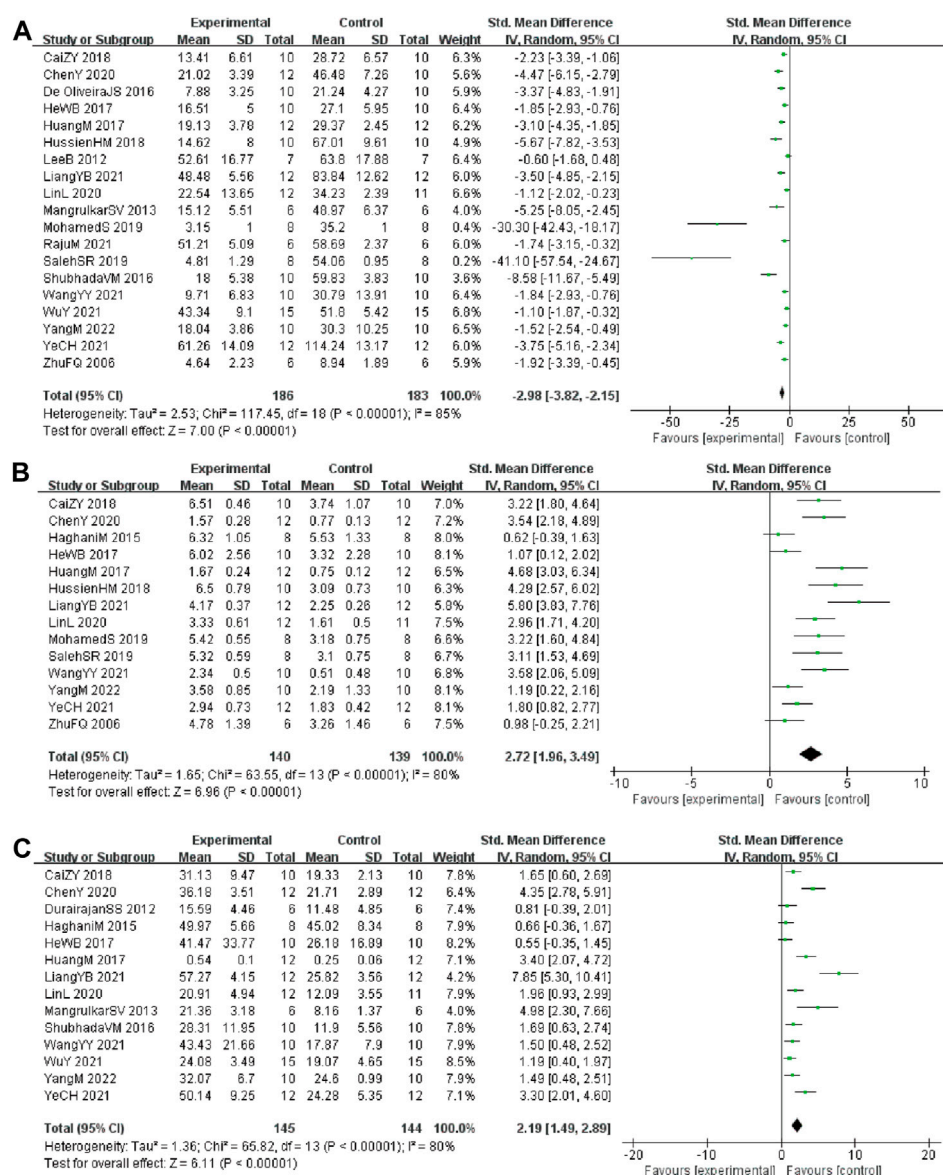 A
Experimental Control Std. Mean Difference Std. Mean Difference
Study or Subgroup Mean SD Total Mean SD Total Weight IV, Random, 95% CI IV, Random, 95% CI
CaiZY 2018 13.41 6.61 10 28.72 6.57 10 6.3% -2.23 [-3.39, -1.06]
ChenY 2020 21.02 3.39 12 46.48 7.26 10 5.6% -4.47 [-6.15, -2.79]
De OliveiraJS 2016 7.88 3.25 10 21.24 4.27 10 5.9% -3.37 [-4.83, -1.91]
HeWB 2017 16.51 5 10 27.1 5.95 10 6.4% -1.85 [-2.93, -0.76]
HuangM 2017 19.13 3.78 12 29.37 2.45 12 6.2% -3.10 [-4.35, -1.85]
HussienHM 2018 14.62 8 10 67.01 9.61 10 4.8% -5.67 [-7.82, -3.53]
LeeB 2012 52.61 16.77 7 63.8 17.88 7 6.4% -0.60 [-1.68, 0.48]
LiangYB 2021 48.48 5.56 12 83.84 12.62 12 6.0% -3.50 [-4.85, -2.15]
LinL 2020 22.54 13.65 12 34.23 2.39 11 6.6% -1.12 [-2.02, -0.23]
MangrulkarSV 2013 15.12 5.51 6 48.97 6.37 6 3.9% -5.25 [-8.05, -2.45]
MohamedS 2019 3.15 1 8 35.2 1 8 0.4% -30.30 [-42.43, -18.17]
RajuM 2021 51.21 5.09 6 58.69 2.37 6 6.0% -1.74 [-3.15, -0.32]
SalehSR 2019 4.81 1.29 8 54.06 0.95 8 0.2% -41.10 [-57.54, -24.67]
ShubhadaVM 2016 18 5.38 10 59.83 3.83 10 3.6% -8.58 [-11.67, -5.49]
WangYY 2021 9.71 6.83 10 30.79 13.91 10 6.4% -1.84 [-2.93, -0.76]
WuY 2021 43.34 9.1 15 51.8 5.42 15 6.7% -1.10 [-1.87, -0.32]
YangM 2022 18.04 3.86 10 30.3 10.25 10 6.4% -1.52 [-2.54, -0.49]
YeCH 2021 61.26 14.09 12 114.24 13.17 12 6.0% -3.75 [-5.16, -2.34]
ZhuFQ 2006 4.64 2.23 6 8.94 1.89 6 5.9% -1.92 [-3.39, -0.45]
Total (95% CI) 186 183 100.0% -2.98 [-3.82, -2.15]
Heterogeneity: Tau² = 2.53; Chi² = 117.45, df = 18 (P < 0.00001); I² = 85%
Test for overall effect: Z = 7.00 (P < 0.00001)
-50 -25 0 25 50
Favours [experimental] Favours [control]
B
Experimental Control Std. Mean Difference Std. Mean Difference
Study or Subgroup Mean SD Total Mean SD Total Weight IV, Random, 95% CI IV, Random, 95% CI
CaiZY 2018 6.51 0.46 10 3.74 1.07 10 7.0% 3.22 [1.80, 4.64]
ChenY 2020 1.57 0.28 12 0.77 0.13 12 7.2% 3.54 [2.18, 4.89]
HaghaniM 2015 6.32 1.05 8 5.53 1.33 8 8.0% 0.62 [-0.39, 1.63]
HeWB 2017 6.02 2.56 10 3.32 2.28 10 8.1% 1.07 [0.12, 2.02]
HuangM 2017 1.67 0.24 12 0.75 0.12 12 6.5% 4.68 [3.03, 6.34]
HussienHM 2018 6.5 0.79 10 3.09 0.73 10 6.3% 4.29 [2.57, 6.02]
LiangYB 2021 4.17 0.37 12 2.25 0.26 12 5.8% 5.80 [3.83, 7.76]
LinL 2020 3.33 0.61 12 1.61 0.5 11 7.4% 2.96 [1.71, 4.20]
MohamedS 2019 5.42 0.55 8 3.18 0.75 8 6.6% 3.22 [1.60, 4.84]
SalehSR 2019 5.32 0.59 8 3.1 0.75 8 6.7% 3.11 [1.53, 4.69]
WangYY 2021 2.34 0.5 10 0.51 0.48 10 6.8% 3.58 [2.06, 5.09]
YangM 2022 3.58 0.85 10 2.19 1.33 10 8.0% 1.19 [0.22, 2.16]
YeCH 2021 2.94 0.73 12 1.83 0.42 12 8.0% 1.80 [0.82, 2.77]
ZhuFQ 2006 4.78 1.39 6 3.26 1.46 6 7.5% 0.98 [-0.25, 2.21]
Total (95% CI) 140 139 100.0% 2.72 [1.96, 3.49]
Heterogeneity: Tau² = 1.65; Chi² = 63.55, df = 13 (P < 0.00001); I² = 80%
Test for overall effect: Z = 6.96 (P < 0.00001)
-10 -5 0 5 10
Favours [experimental] Favours [control]
C
Experimental Control Std. Mean Difference Std. Mean Difference
Study or Subgroup Mean SD Total Mean SD Total Weight IV, Random, 95% CI IV, Random, 95% CI
CaiZY 2018 31.13 9.47 10 19.33 2.13 10 7.8% 1.65 [0.60, 2.69]
ChenY 2020 36.18 3.51 12 21.71 2.89 12 6.7% 4.35 [2.78, 5.91]
DurairajanSS 2012 15.59 4.46 6 11.48 4.85 6 7.4% 0.81 [-0.39, 2.01]
HaghaniM 2015 49.97 5.66 8 45.02 8.34 8 7.9% 0.66 [-0.36, 1.67]
HeWB 2017 41.47 33.77 10 26.18 16.89 10 8.1% 0.55 [-0.35, 1.45]
HuangM 2017 0.54 0.1 12 0.25 0.06 12 7.2% 3.40 [2.07, 4.72]
LiangYB 2021 57.27 4.15 12 25.82 3.56 12 4.6% 7.85 [5.30, 10.41]
LinL 2020 20.91 4.94 12 12.09 3.55 11 7.8% 1.96 [0.93, 2.99]
MangrulkarSV 2013 21.36 3.18 6 8.16 1.37 6 4.4% 4.98 [2.30, 7.66]
ShubhadaVM 2016 28.31 11.95 10 11.9 5.56 10 7.8% 1.69 [0.63, 2.74]
WangYY 2021 43.43 21.66 10 17.87 7.9 10 7.9% 1.50 [0.48, 2.52]
WuY 2021 24.08 3.49 15 19.07 4.65 15 8.4% 1.19 [0.40, 1.97]
YangM 2022 32.07 6.7 10 24.6 0.99 10 7.9% 1.49 [0.48, 2.51]
YeCH 2021 50.14 9.25 12 24.28 5.35 12 7.2% 3.30 [2.01, 4.60]
Total (95% CI) 145 144 100.0% 2.19 [1.49, 2.89]
Heterogeneity: Tau² = 1.36; Chi² = 65.82, df = 13 (P < 0.00001); I² = 80%
Test for overall effect: Z = 6.11 (P < 0.00001)
-20 -10 0 10 20
Favours [experimental] Favours [control]